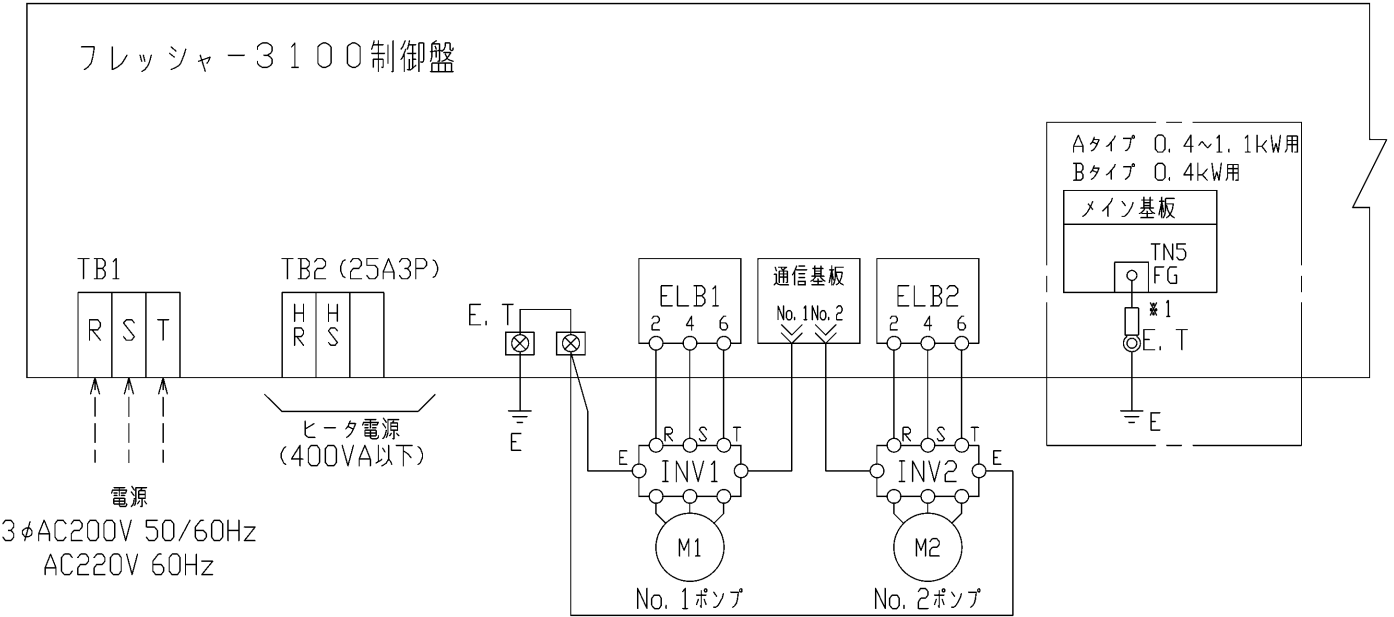 フレッシャー3100制御盤
Aタイプ 0.4~1.1kW用
Bタイプ 0.4kW用
メイン基板
TN5
FG
※1
E.T
E
TB1
R S T
TB2 (25A3P)
HR HS
E.T
E
ELB1
2 4 6
通信基板
No.1 No.2
ELB2
2 4 6
ヒータ電源
(400VA以下)
R S T
E
INV1
R S T
E
INV2
電源
3φAC200V 50/60Hz
AC220V 60Hz
M1
No.1ポンプ
M2
No.2ポンプ